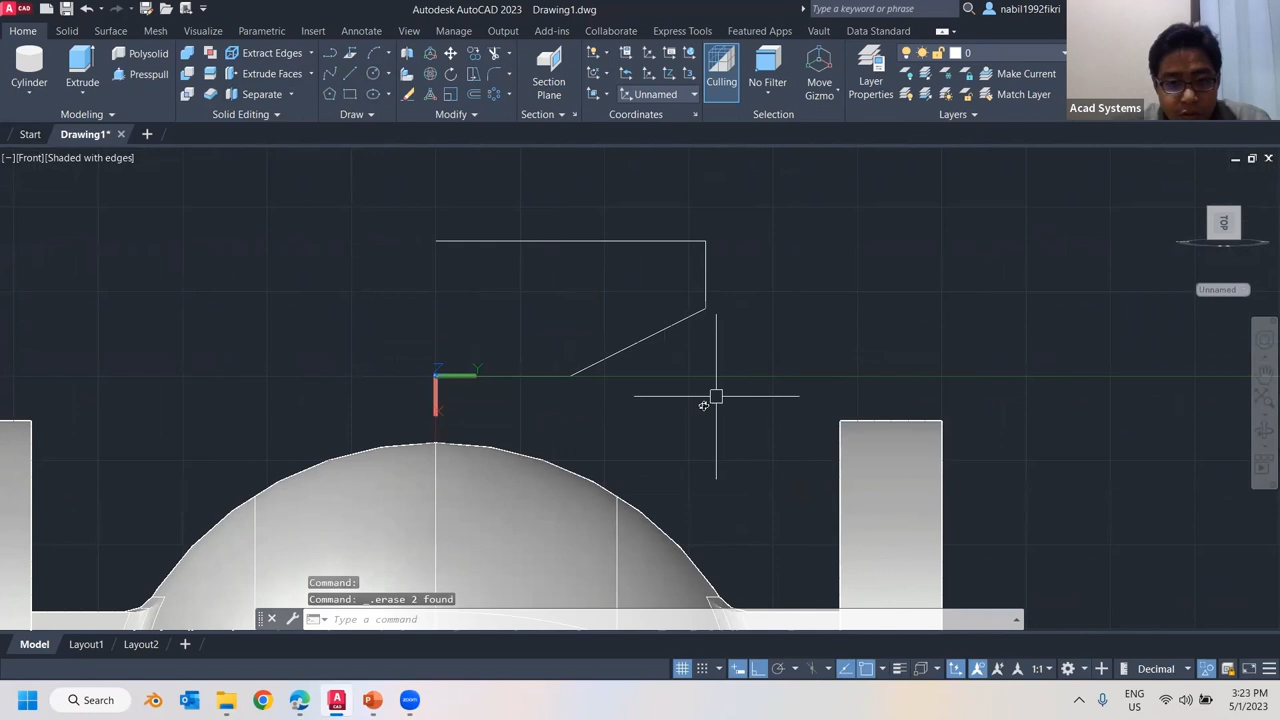 Autodesk AutoCAD 2023 Drawing1.dwg
Type a keyword or phrase
nabil1992fikri
Home Solid Surface Mesh Visualize Parametric Insert Annotate View Manage Output Add-ins Collaborate Express Tools Featured Apps Vault Data Standard
Cylinder
Extrude
Polysolid
Presspull
Modeling
Extract Edges
Extrude Faces
Separate
Solid Editing
Draw
Modify
Section Plane
Section
Unnamed
Coordinates
Culling
No Filter
Move Gizmo
Selection
Layer Properties
0
Make Current
Match Layer
Layers
Acad Systems
Start
Drawing1*
[−][Front][Shaded with edges]
TOP
Unnamed
Z
Y
X
Command:
Command: _.erase 2 found
Type a command
Model Layout1 Layout2
1:1
Decimal
Search
ENG
US
3:23 PM
5/1/2023